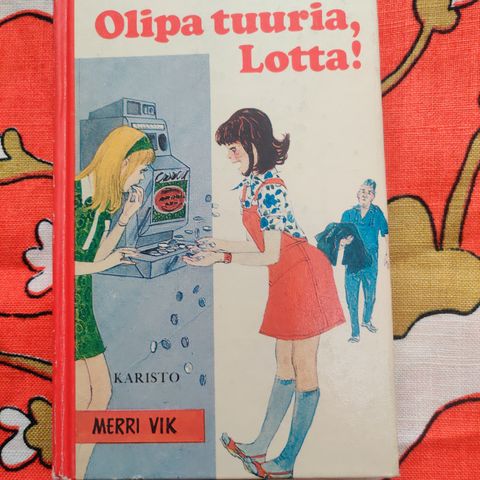 Olipa tuuria,
Lotta!
KARISTO
MERRI VIK